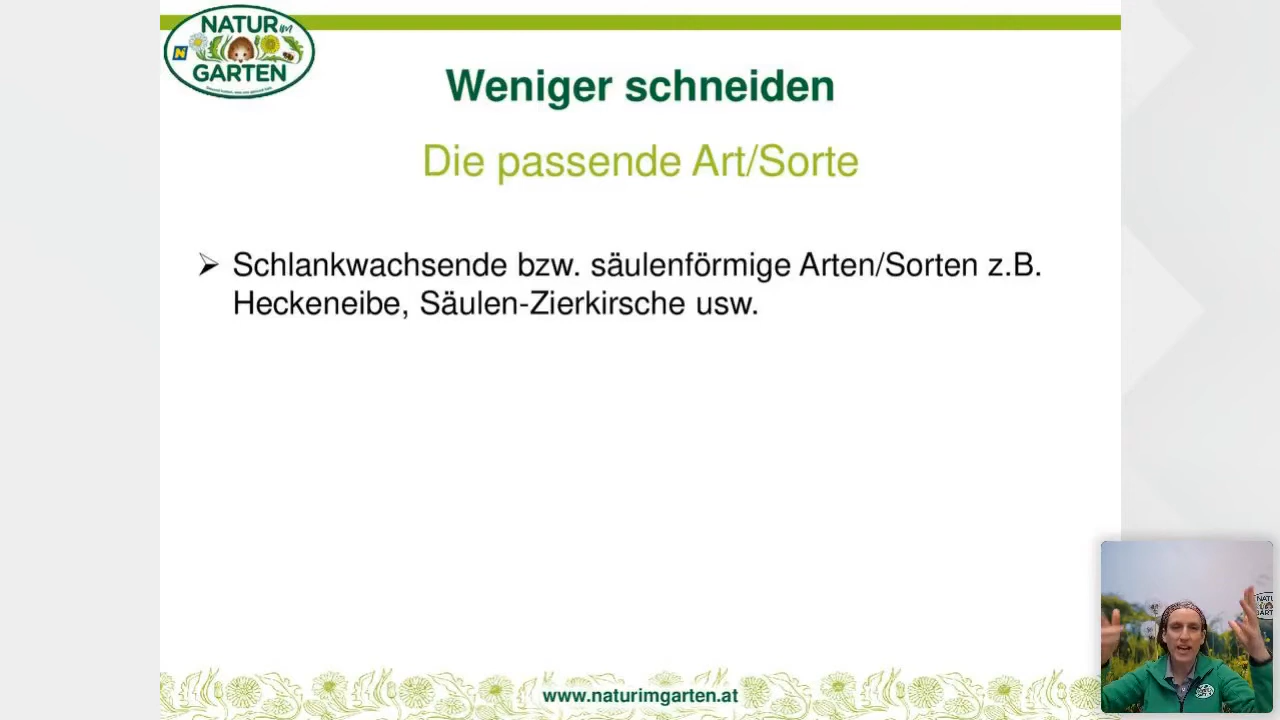 NATUR im
GARTEN
Weniger schneiden
Die passende Art/Sorte
➢ Schlankwachsende bzw. säulenförmige Arten/Sorten z.B.
Heckeneibe, Säulen-Zierkirsche usw.
www.naturimgarten.at